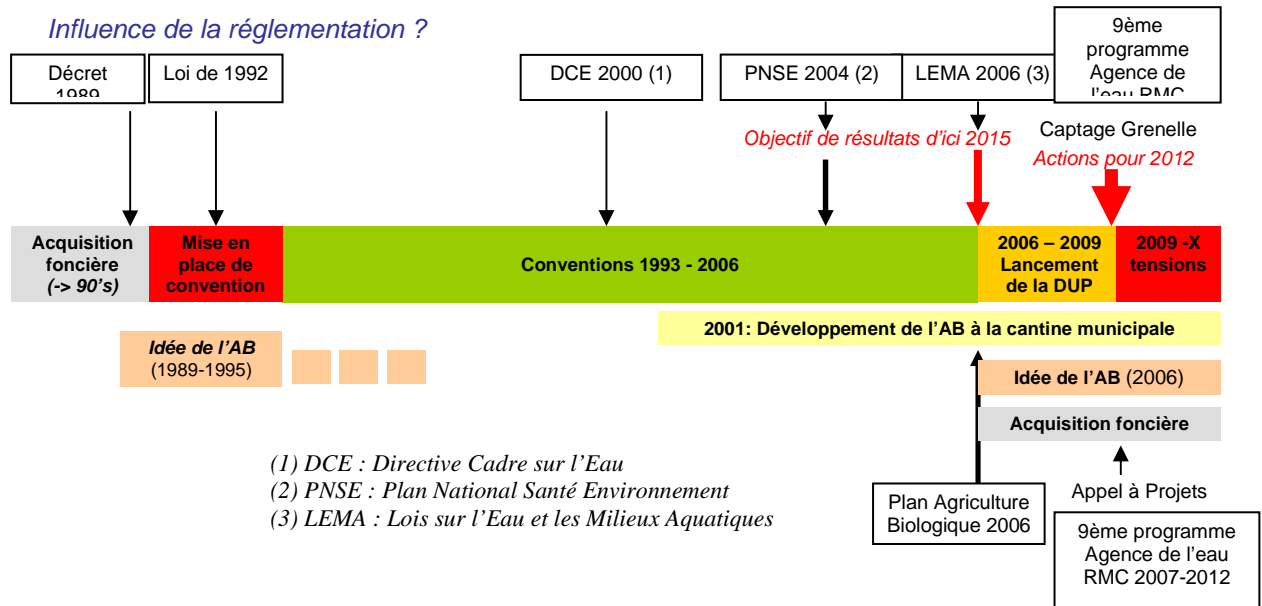 Influence de la réglementation ?
Décret
1989
Loi de 1992
DCE 2000 (1)
PNSE 2004 (2)
LEMA 2006 (3)
9ème
programme
Agence de
l'eau RMC
Objectif de résultats d'ici 2015
Captage Grenelle
Actions pour 2012
Acquisition
foncière
(-> 90's)
Mise en
place de
convention
Conventions 1993 - 2006
2006 – 2009
Lancement
de la DUP
2009 -X
tensions
2001: Développement de l'AB à la cantine municipale
Idée de l'AB
(1989-1995)
Idée de l'AB (2006)
Acquisition foncière
(1) DCE : Directive Cadre sur l'Eau
(2) PNSE : Plan National Santé Environnement
(3) LEMA : Lois sur l'Eau et les Milieux Aquatiques
Plan Agriculture
Biologique 2006
Appel à Projets
9ème programme
Agence de l'eau
RMC 2007-2012